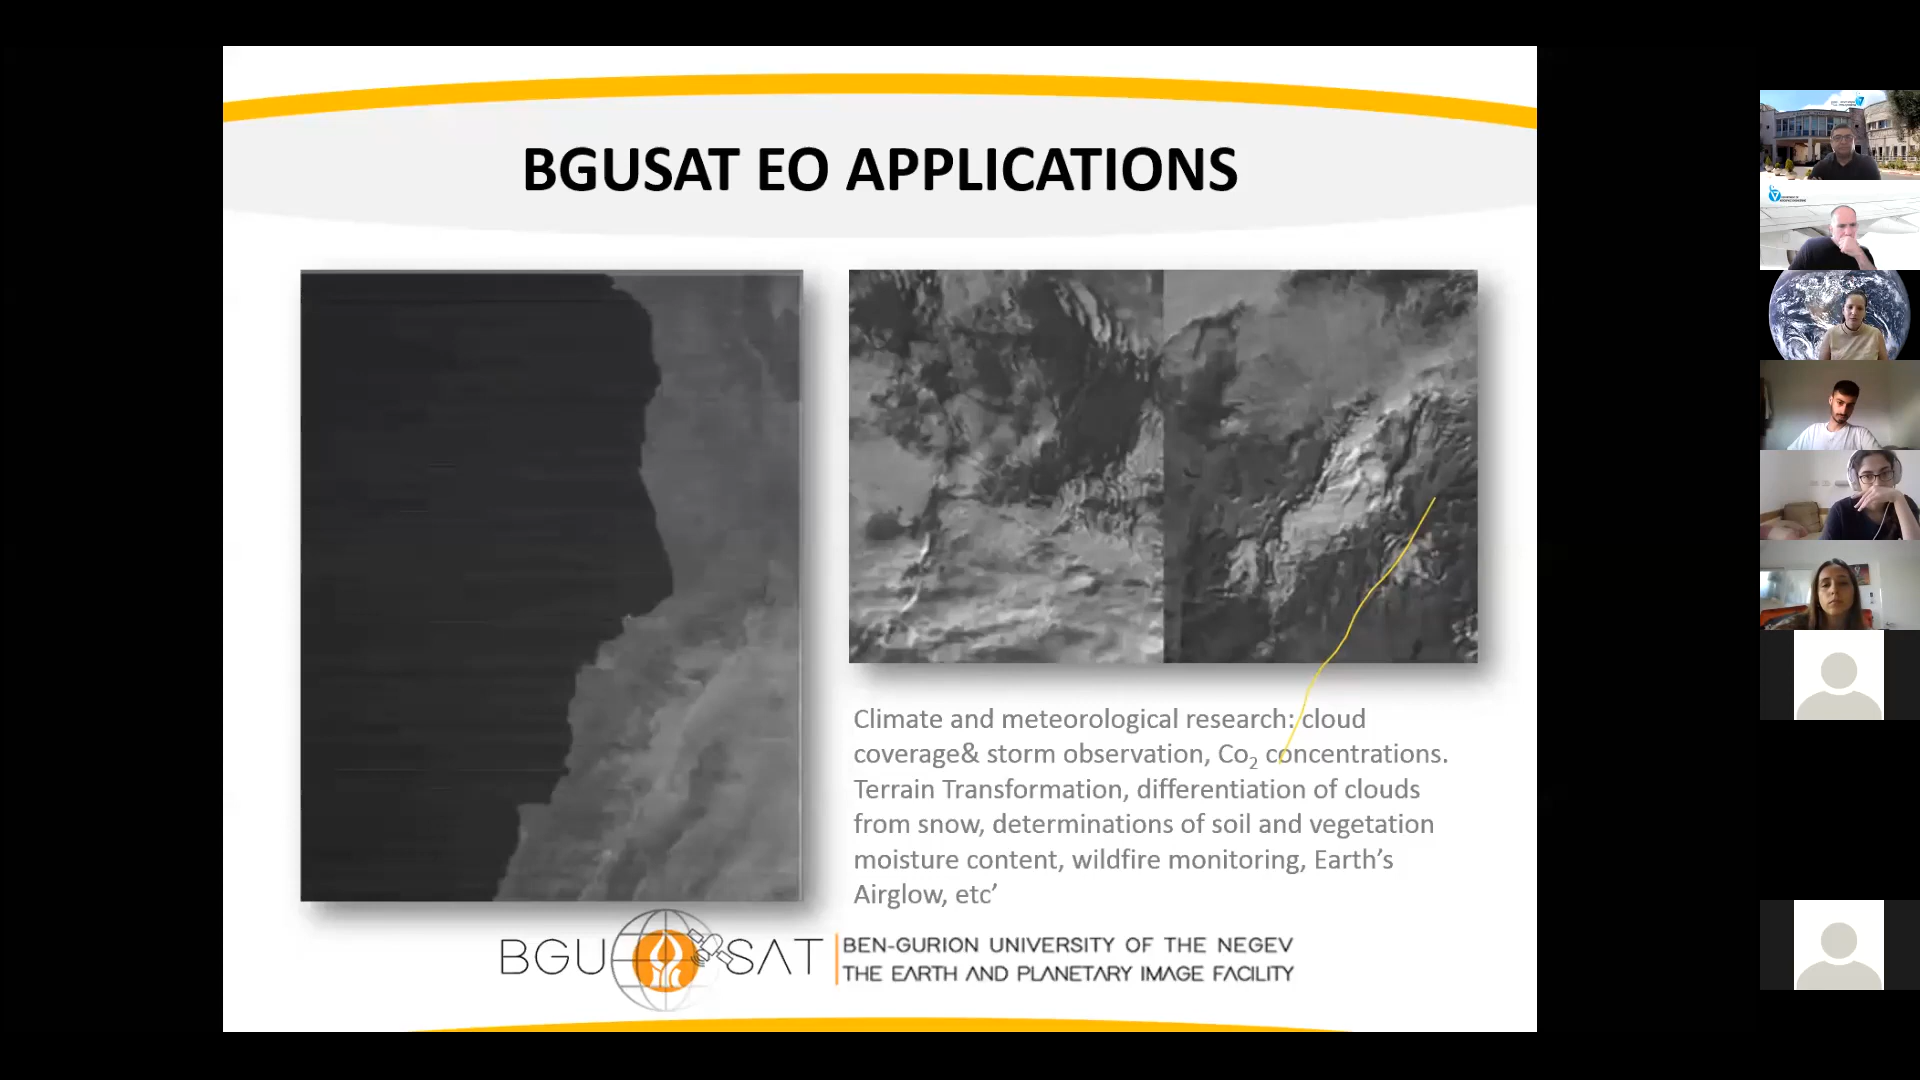 BGUSAT EO APPLICATIONS
Climate and meteorological research: cloud
coverage& storm observation, Co₂ concentrations.
Terrain Transformation, differentiation of clouds
from snow, determinations of soil and vegetation
moisture content, wildfire monitoring, Earth’s
Airglow, etc’
BGU SAT
BEN-GURION UNIVERSITY OF THE NEGEV
THE EARTH AND PLANETARY IMAGE FACILITY